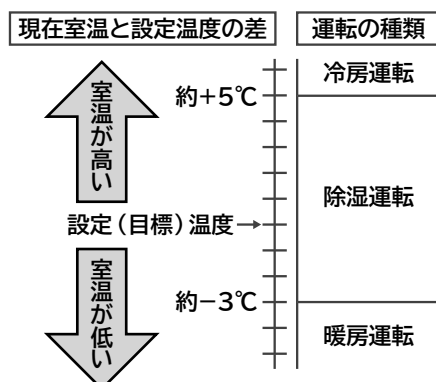 現在室温と設定温度の差
運転の種類
室温が高い
約+5℃
設定(目標)温度→
約−3℃
室温が低い
冷房運転
除湿運転
暖房運転